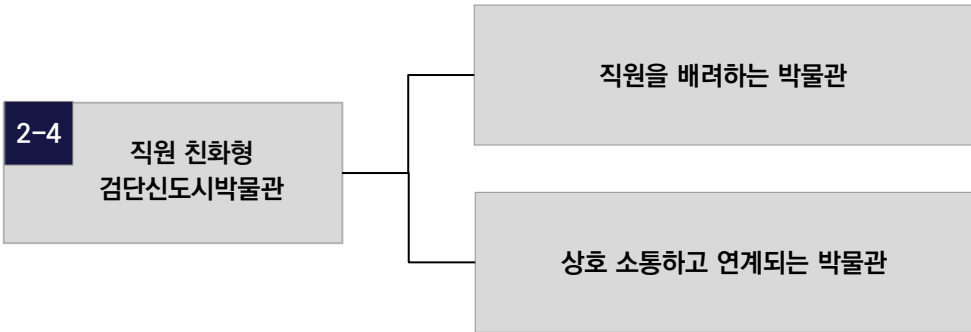 2-4
직원 친화형
검단신도시박물관
직원을 배려하는 박물관
상호 소통하고 연계되는 박물관